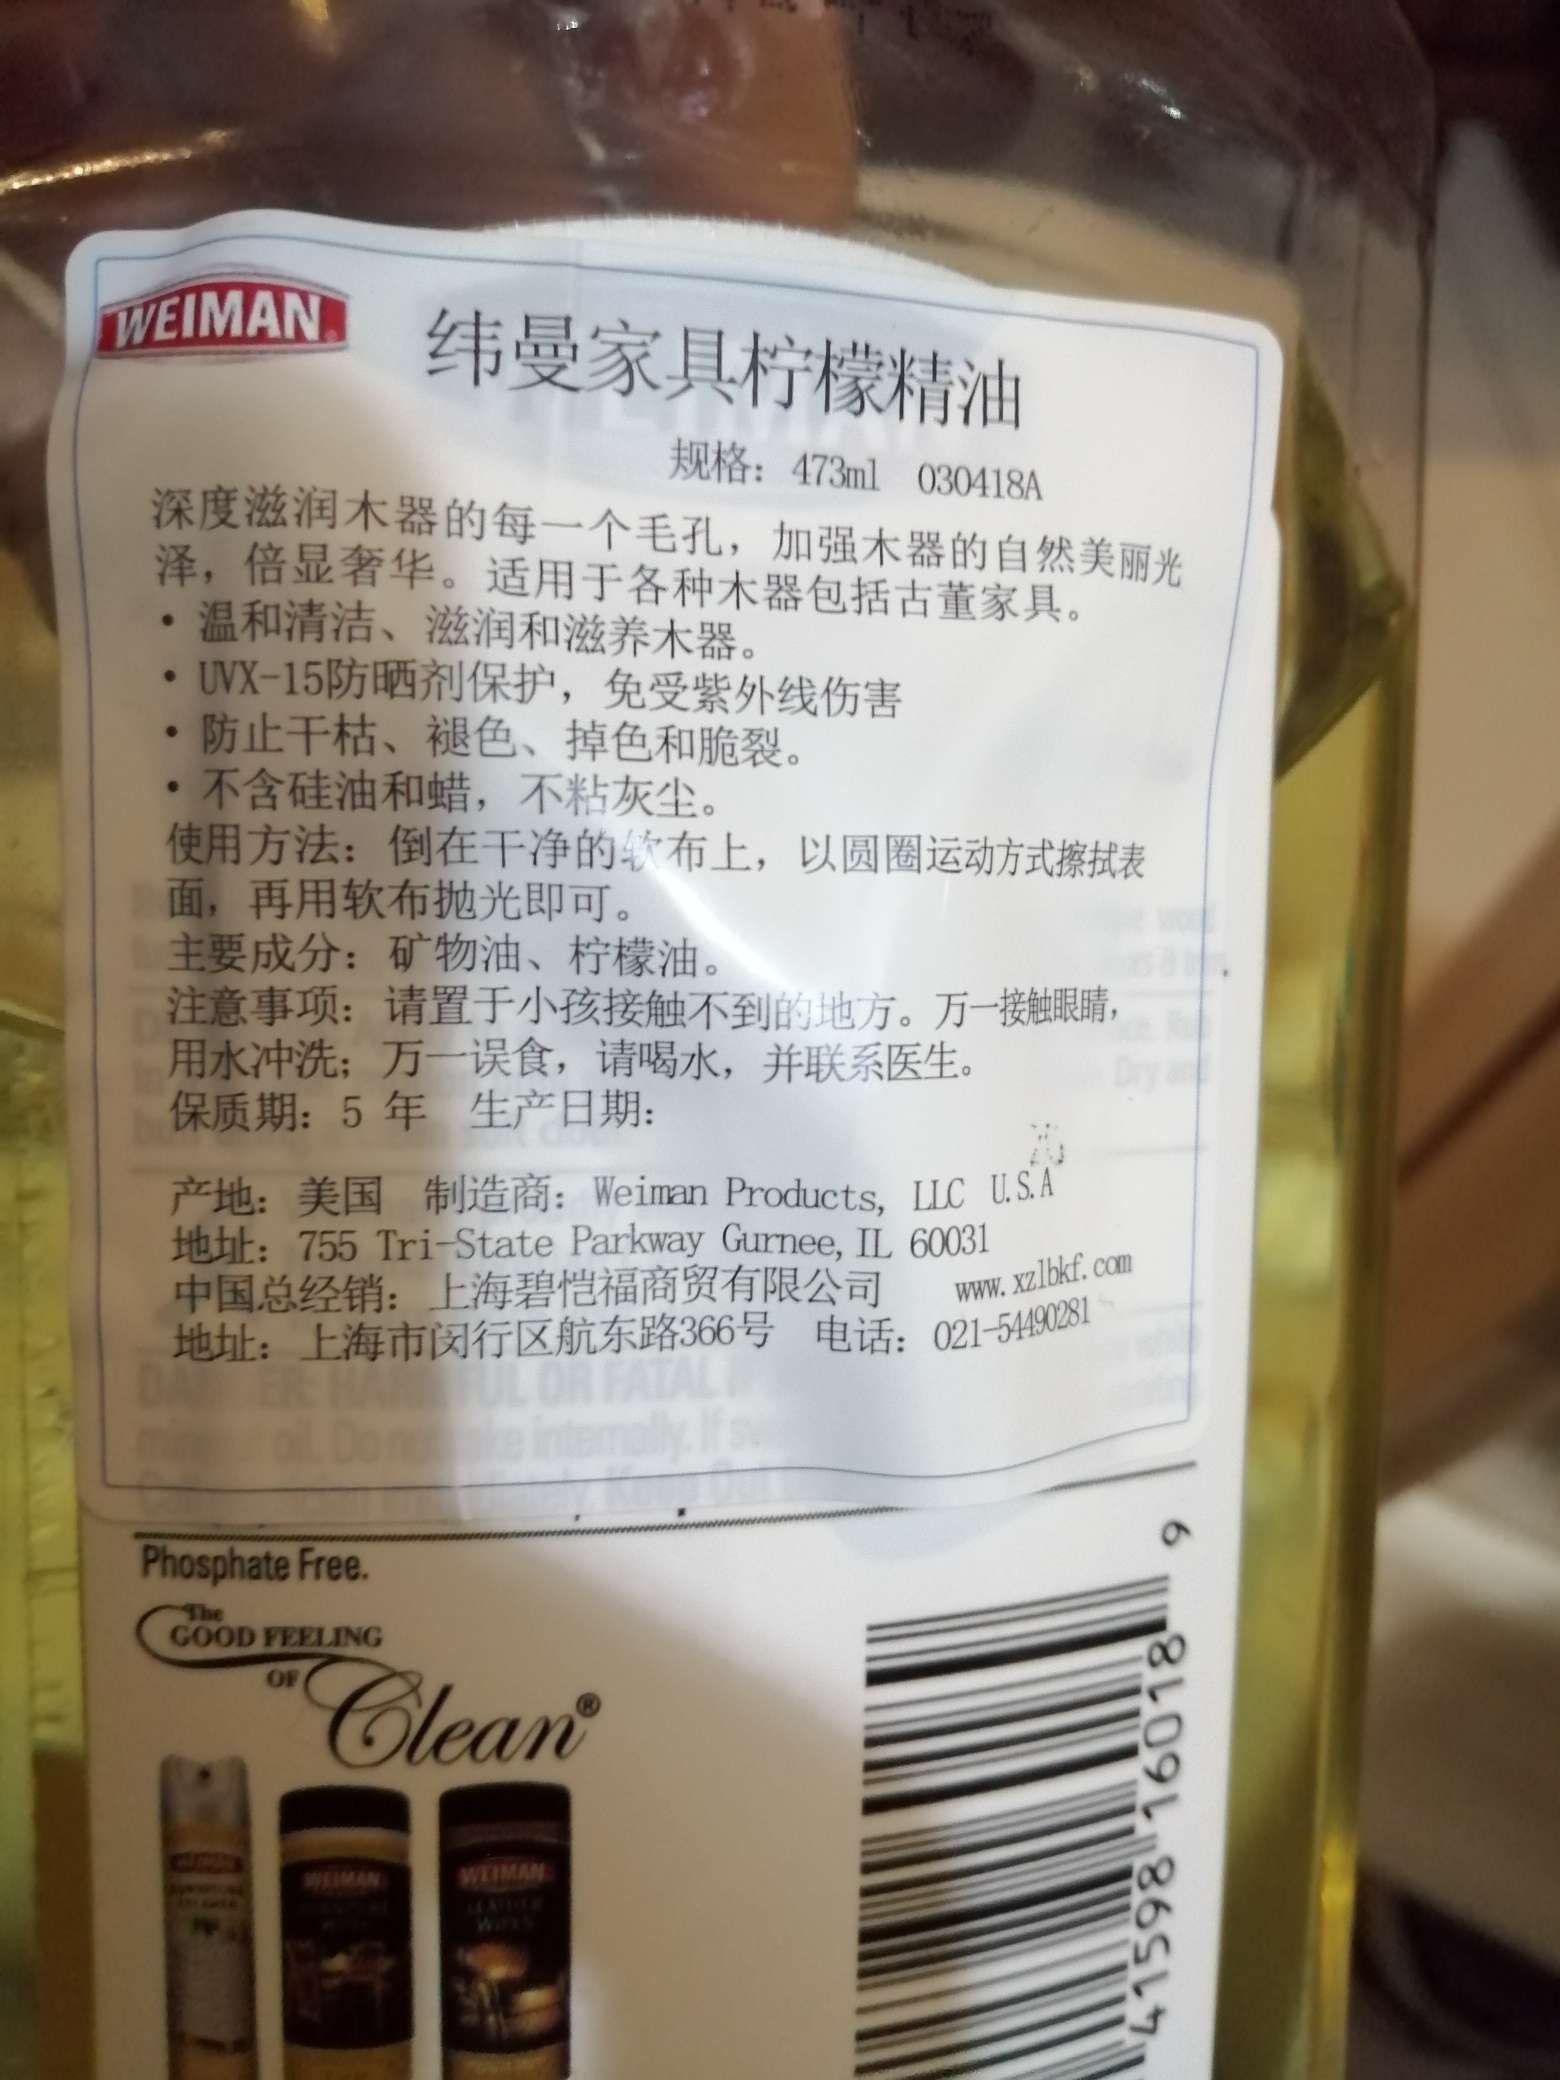 WEIMAN
纬曼家具柠檬精油
规格：473ml 030418A
深度滋润木器的每一个毛孔，加强木器的自然美丽光
泽，倍显奢华。适用于各种木器包括古董家具。
·温和清洁、滋润和滋养木器。
·UVX-15防晒剂保护，免受紫外线伤害
·防止干枯、褪色、掉色和脆裂。
·不含硅油和蜡，不粘灰尘。
使用方法：倒在干净的软布上，以圆圈运动方式擦拭表
面，再用软布抛光即可。
主要成分：矿物油、柠檬油。
注意事项：请置于小孩接触不到的地方。万一接触眼睛，
用水冲洗；万一误食，请喝水，并联系医生。
保质期：5 年 生产日期：
产地：美国 制造商：Weiman Products, LLC U.S.A
地址：755 Tri-State Parkway Gurnee, IL 60031
中国总经销：上海碧恺福商贸有限公司 www.xzlbkf.com
地址：上海市闵行区航东路366号 电话：021-54490281
Phosphate Free.
The
GOOD FEELING
OF
Clean®
WEIMAN
WEIMAN
LEATHER
WIPES
41598 16018 6